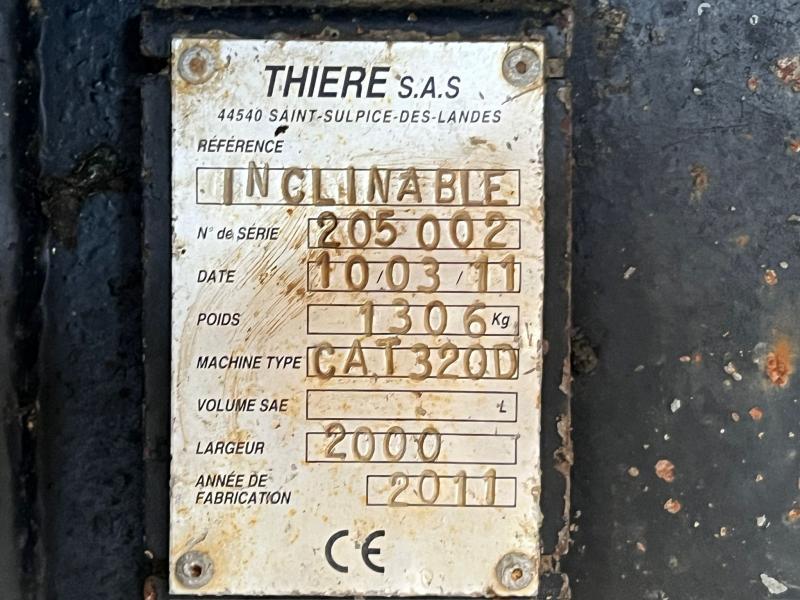 THIERE S.A.S
44540 SAINT-SULPICE-DES-LANDES
RÉFÉRENCE
INCLINABLE
N° de SÉRIE 205 002
DATE 10/03/11
POIDS 1306 Kg
MACHINE TYPE CAT320D
VOLUME SAE L
LARGEUR 2000
ANNÉE DE
FABRICATION 2011
CE